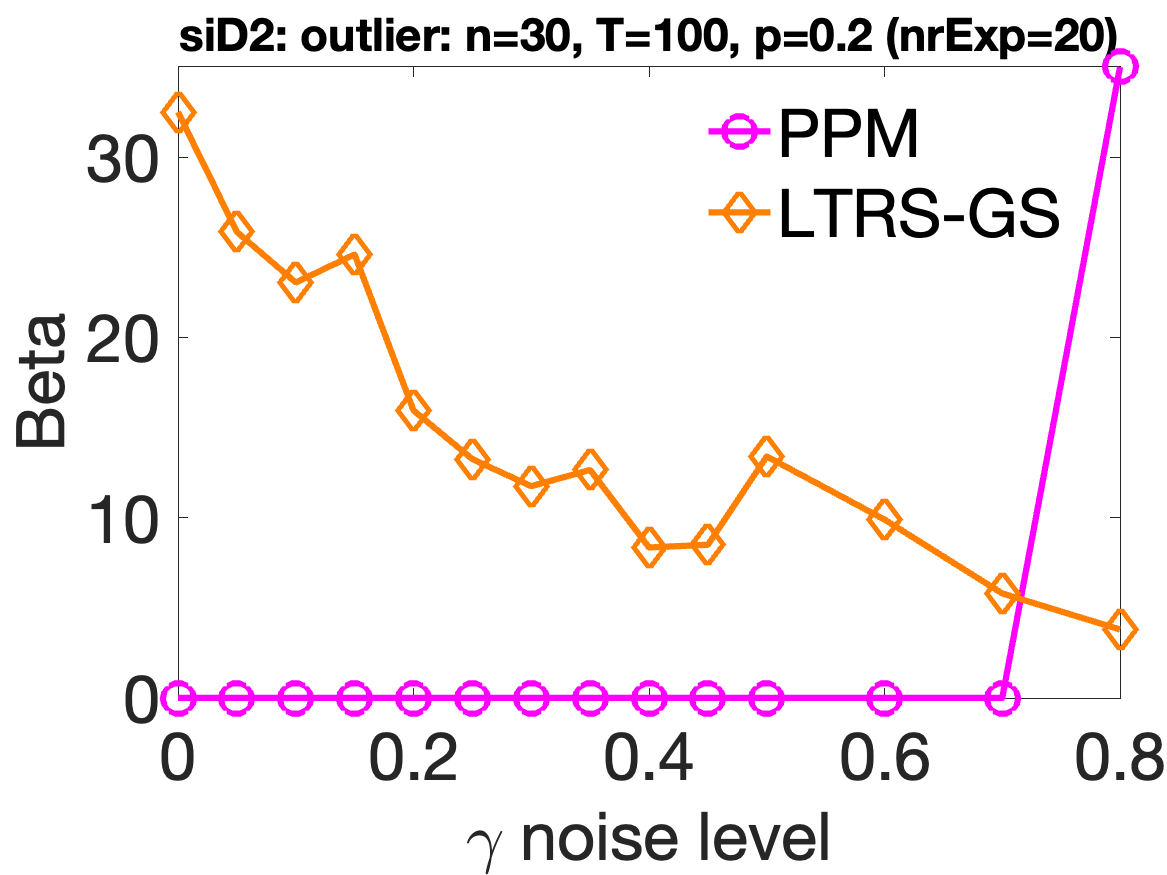 siD2: outlier: n=30, T=100, p=0.2 (nrExp=20)
PPM
LTRS-GS
30
20
10
0
Beta
0 0.2 0.4 0.6 0.8
γ noise level